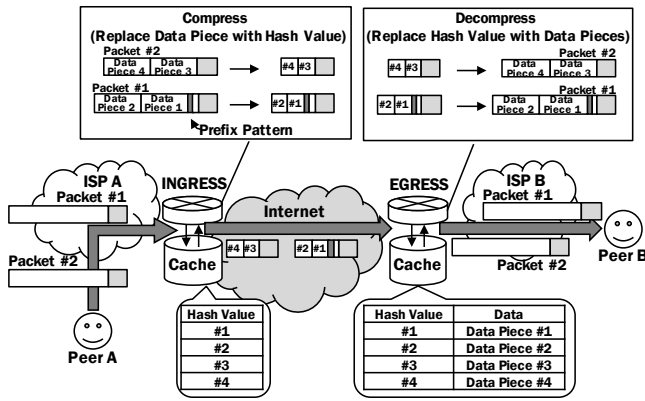 Compress
(Replace Data Piece with Hash Value)
Packet #2
Data Piece 4
Data Piece 3
#4 #3
Packet #1
Data Piece 2
Data Piece 1
#2 #1
Prefix Pattern
Decompress
(Replace Hash Value with Data Pieces)
#4 #3
Packet #2
Data Piece 4
Data Piece 3
#2 #1
Packet #1
Data Piece 2
Data Piece 1
ISP A
Packet #1
Packet #2
Peer A
INGRESS
Cache
Internet
#4 #3
#2 #1
EGRESS
Cache
ISP B
Packet #1
Packet #2
Peer B
Hash Value
#1
#2
#3
#4
Hash Value Data
#1 Data Piece #1
#2 Data Piece #2
#3 Data Piece #3
#4 Data Piece #4